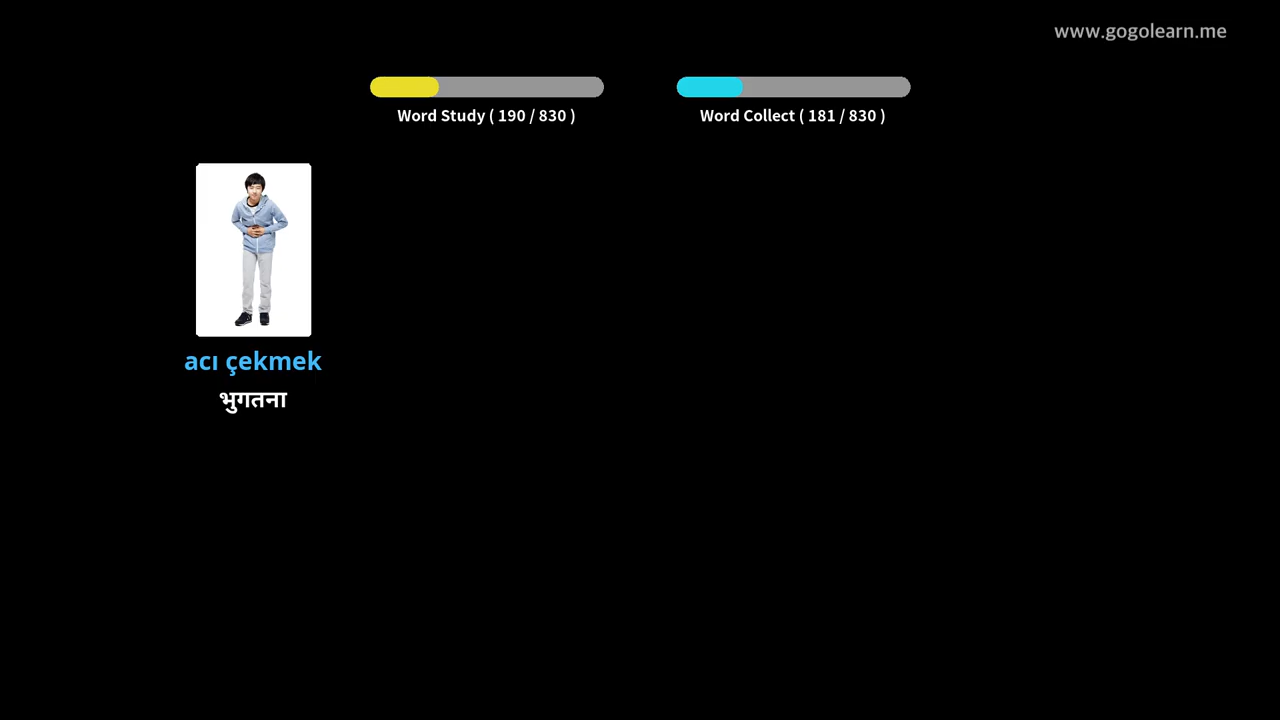 www.gogolearn.me
Word Study ( 190 / 830 )
Word Collect ( 181 / 830 )
acı çekmek
भुगतना